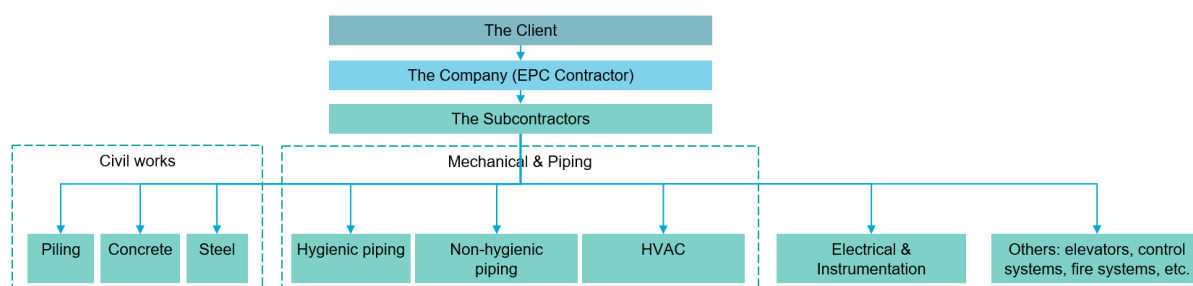 The Client
The Company (EPC Contractor)
The Subcontractors
Civil works
Mechanical & Piping
Piling
Concrete
Steel
Hygienic piping
Non-hygienic
piping
HVAC
Electrical &
Instrumentation
Others: elevators, control
systems, fire systems, etc.